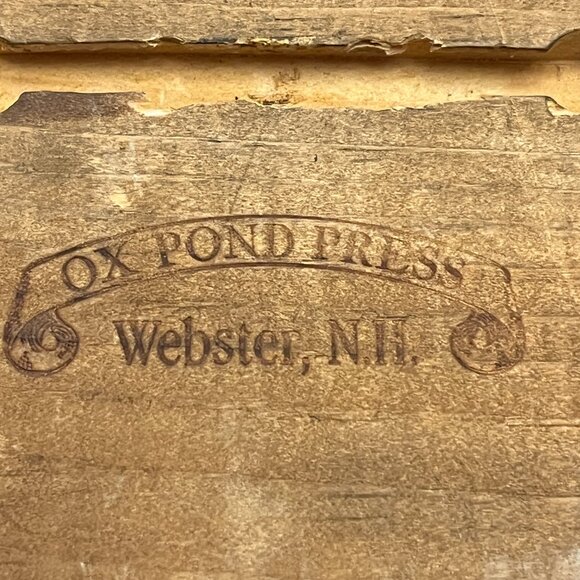 OX POND PRESS
Webster, N.H.